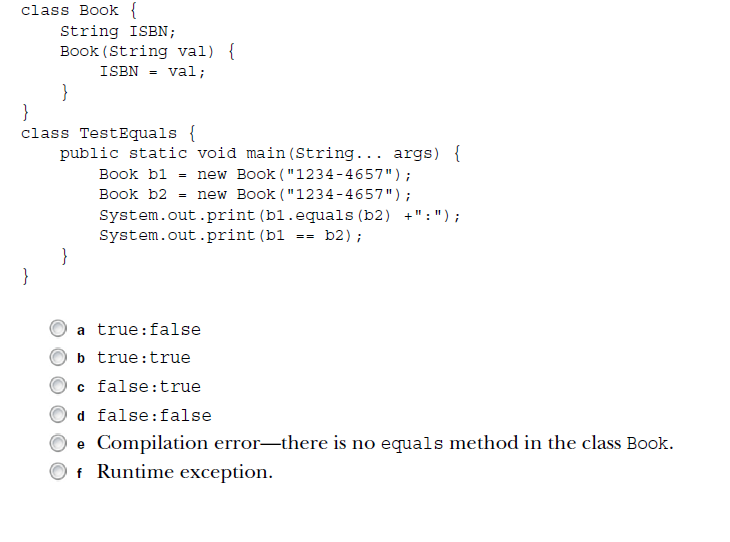 class Book {
    String ISBN;
    Book(String val) {
        ISBN = val;
    }
}
class TestEquals {
    public static void main(String... args) {
        Book b1 = new Book("1234-4657");
        Book b2 = new Book("1234-4657");
        System.out.print(b1.equals(b2) +":");
        System.out.print(b1 == b2);
    }
}
a true:false
b true:true
c false:true
d false:false
e Compilation error—there is no equals method in the class Book.
f Runtime exception.